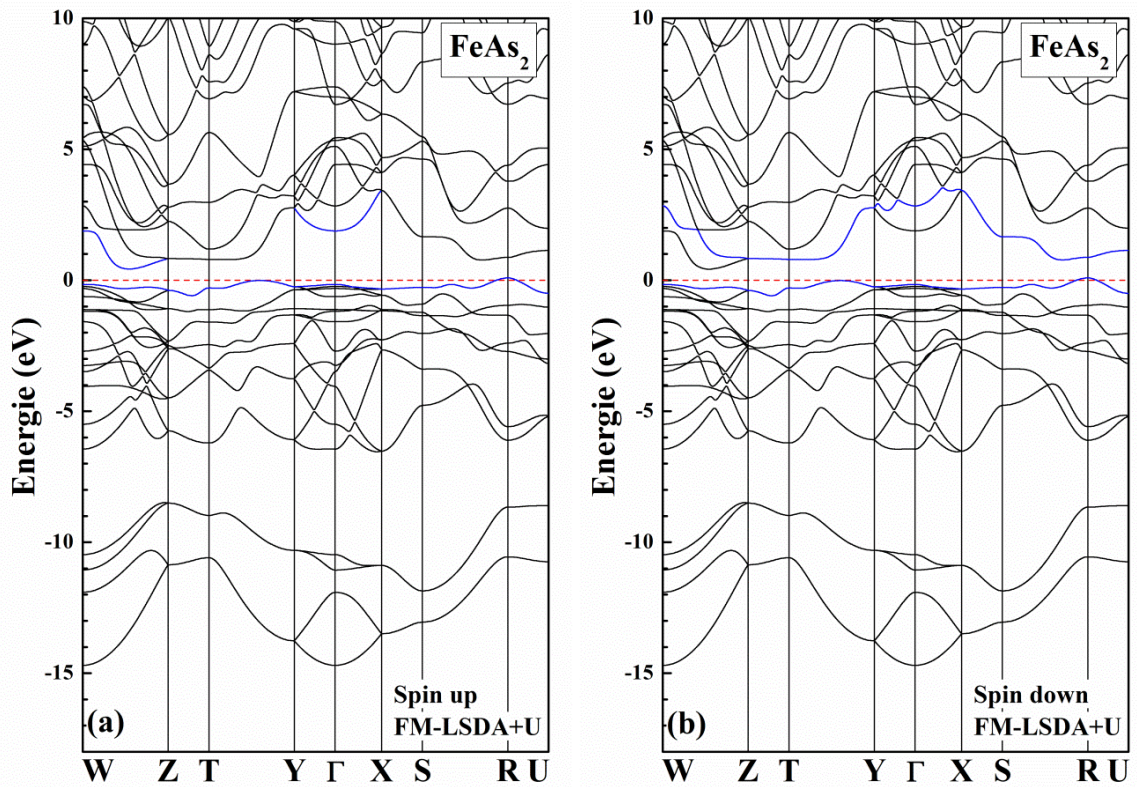 10
5
0
-5
-10
-15
Energie (eV)
FeAs₂
(a)
Spin up
FM-LSDA+U
W Z T Y Γ X S R U
10
5
0
-5
-10
-15
Energie (eV)
FeAs₂
(b)
Spin down
FM-LSDA+U
W Z T Y Γ X S R U